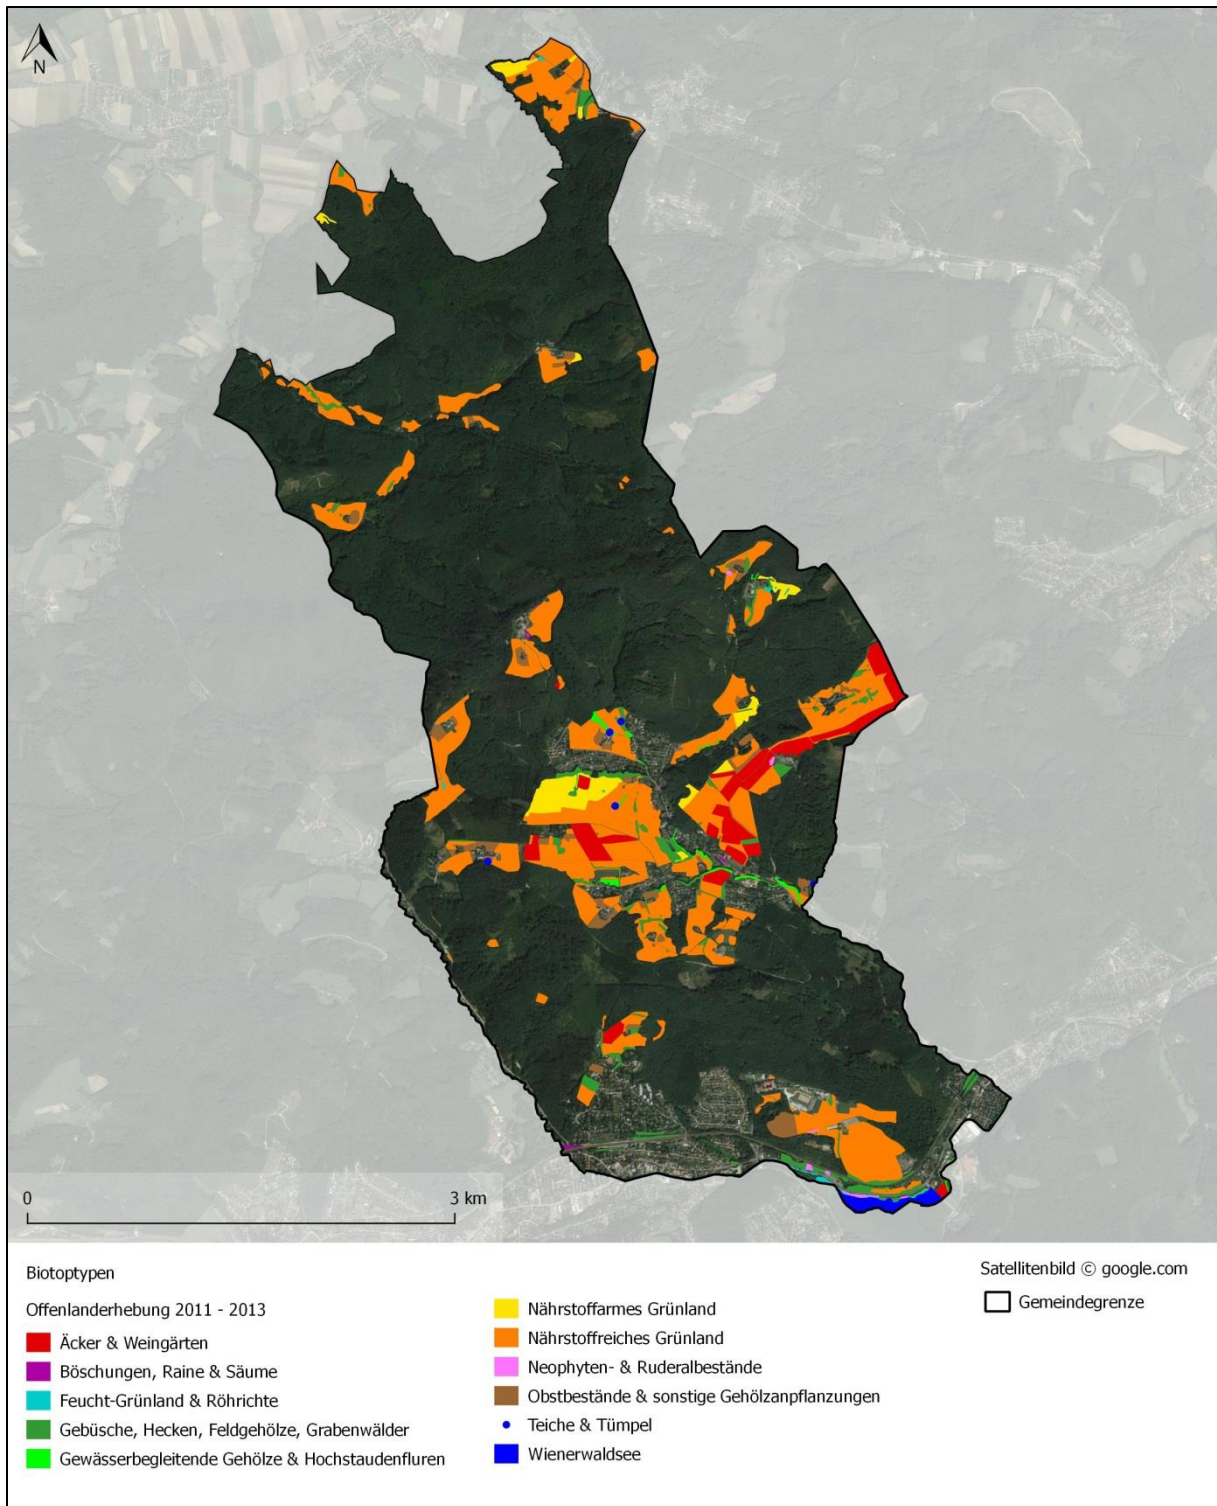 N
0 3 km
Biotoptypen
Offenlanderhebung 2011 - 2013
Äcker & Weingärten
Böschungen, Raine & Säume
Feucht-Grünland & Röhrichte
Gebüsche, Hecken, Feldgehölze, Grabenwälder
Gewässerbegleitende Gehölze & Hochstaudenfluren
Nährstoffarmes Grünland
Nährstoffreiches Grünland
Neophyten- & Ruderalbestände
Obstbestände & sonstige Gehölzanpflanzungen
Teiche & Tümpel
Wienerwaldsee
Satellitenbild © google.com
Gemeindegrenze